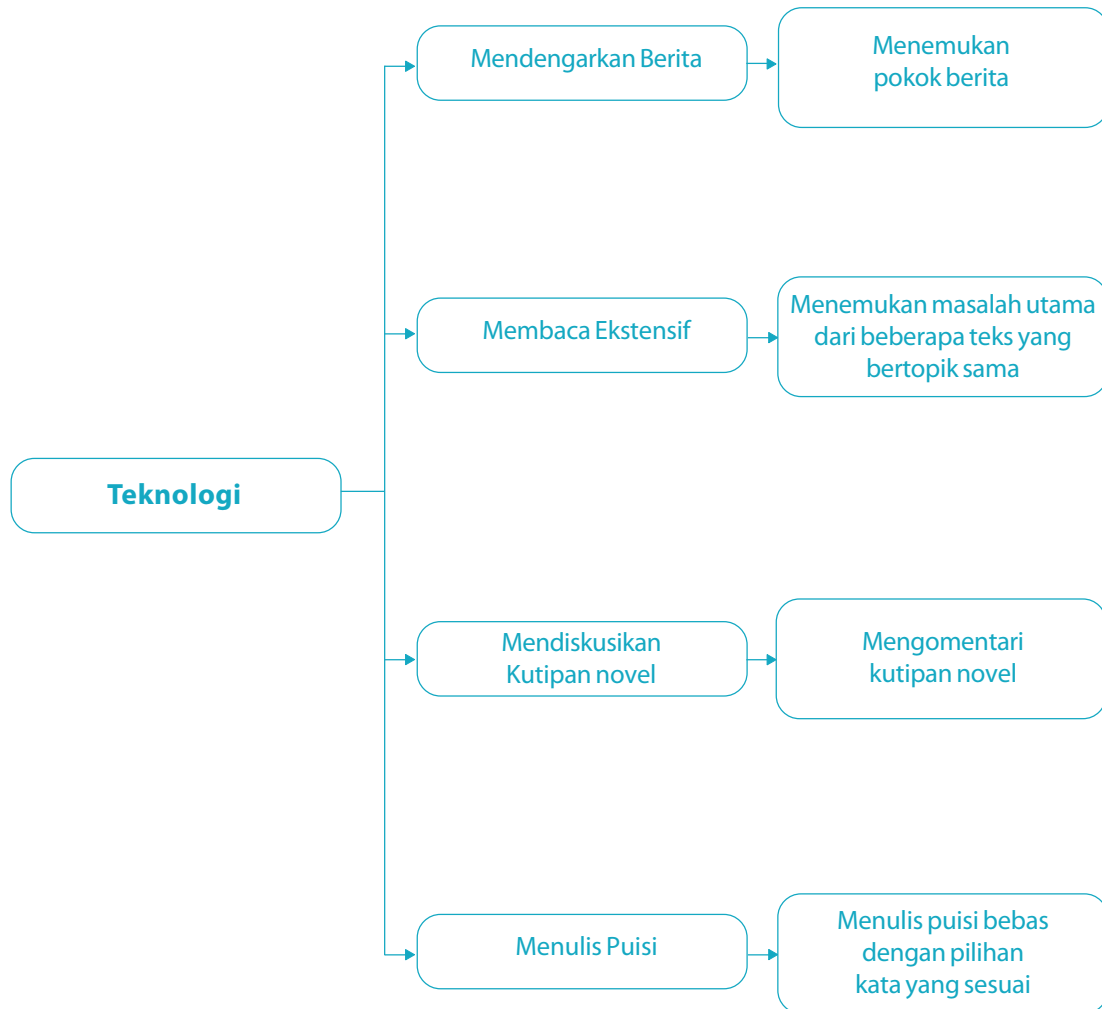 Mendengarkan Berita
Menemukan
pokok berita
Membaca Ekstensif
Menemukan masalah utama
dari beberapa teks yang
bertopik sama
Teknologi
Mendiskusikan
Kutipan novel
Mengomentari
kutipan novel
Menulis Puisi
Menulis puisi bebas
dengan pilihan
kata yang sesuai